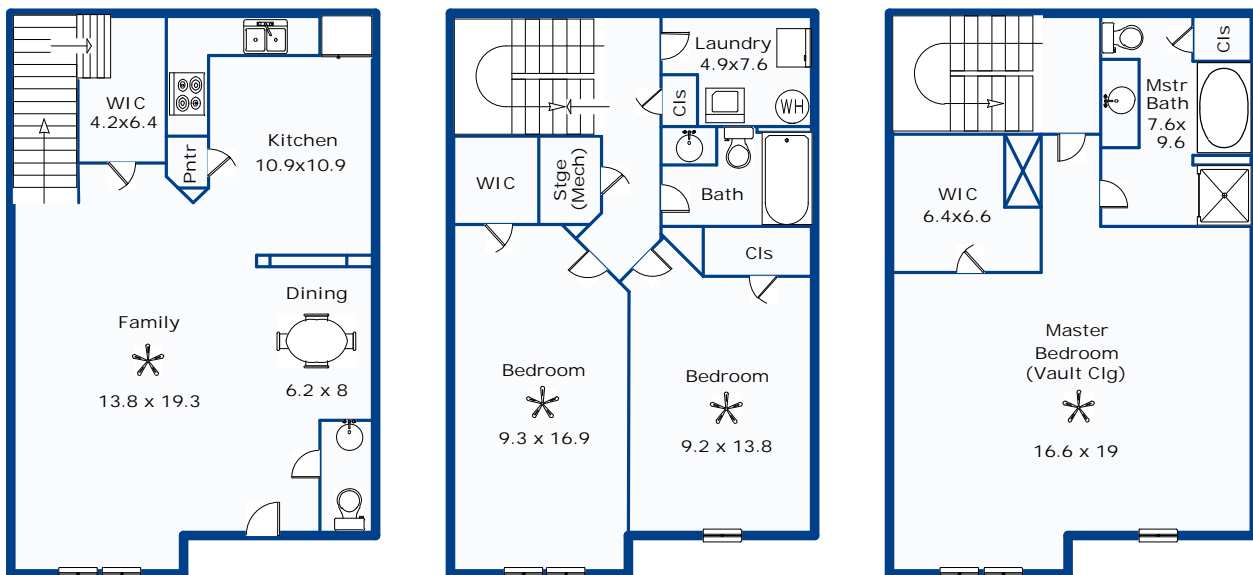 WIC
4.2x6.4
Pntr
Kitchen
10.9x10.9
Dining
6.2 x 8
Family
13.8 x 19.3
Laundry
4.9x7.6
Cls
WH
WIC
Stge
(Mech)
Bath
Cls
Bedroom
9.3 x 16.9
Bedroom
9.2 x 13.8
Cls
Mstr
Bath
7.6x
9.6
WIC
6.4x6.6
Master
Bedroom
(Vault Clg)
16.6 x 19